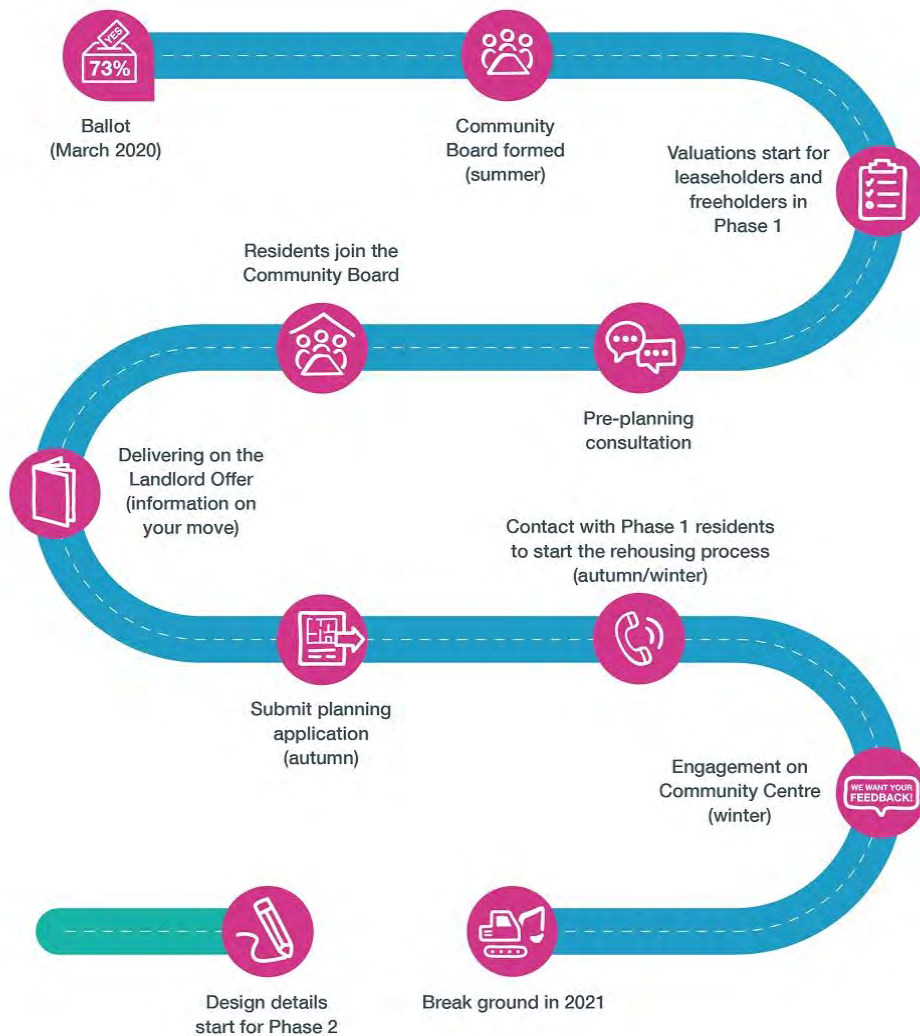 YES
73%
Ballot
(March 2020)
Community
Board formed
(summer)
Valuations start for
leaseholders and
freeholders in
Phase 1
Pre-planning
consultation
Residents join the
Community Board
Delivering on the
Landlord Offer
(information on
your move)
Submit planning
application
(autumn)
Contact with Phase 1 residents
to start the rehousing process
(autumn/winter)
Engagement on
Community Centre
(winter)
WE WANT YOUR
FEEDBACK!
Break ground in 2021
Design details
start for Phase 2